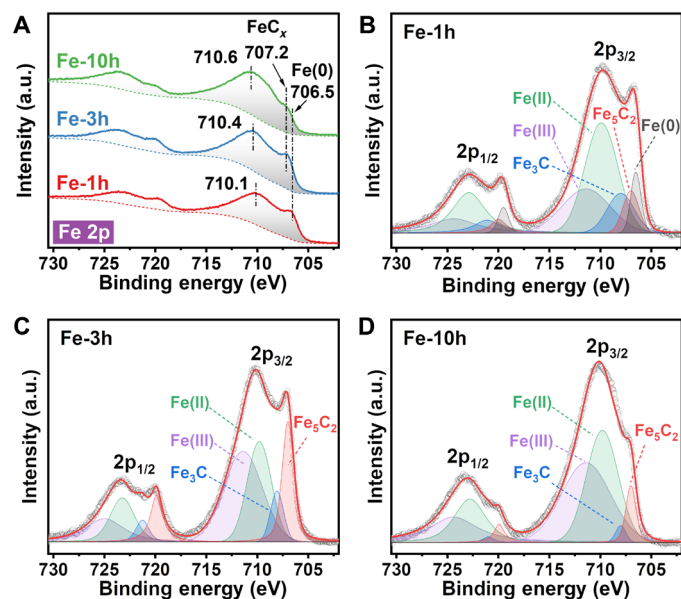 A
Fe-10h
710.6
FeCₓ
707.2
Fe(0)
706.5
Fe-3h
710.4
Fe-1h
710.1
Fe 2p
Intensity (a.u.)
730 725 720 715 710 705
Binding energy (eV)
B
Fe-1h
2p₃/₂
Fe(II)
Fe₅C₂
Fe(III)
Fe(0)
Fe₃C
2p₁/₂
Intensity (a.u.)
730 725 720 715 710 705
Binding energy (eV)
C
Fe-3h
2p₃/₂
Fe(II)
Fe(III)
Fe₅C₂
Fe₃C
2p₁/₂
Intensity (a.u.)
730 725 720 715 710 705
Binding energy (eV)
D
Fe-10h
2p₃/₂
Fe(II)
Fe₅C₂
Fe(III)
Fe₃C
2p₁/₂
Intensity (a.u.)
730 725 720 715 710 705
Binding energy (eV)